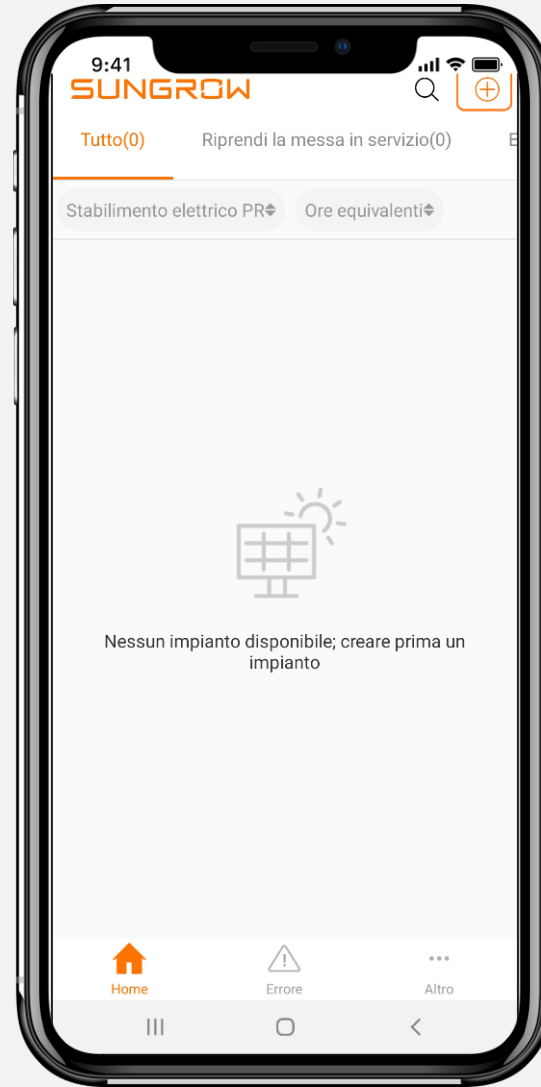 9:41
SUNGROW
Tutto(0) Riprendi la messa in servizio(0) E
Stabilimento elettrico PR Ore equivalenti
Nessun impianto disponibile; creare prima un
impianto
Home Errore Altro